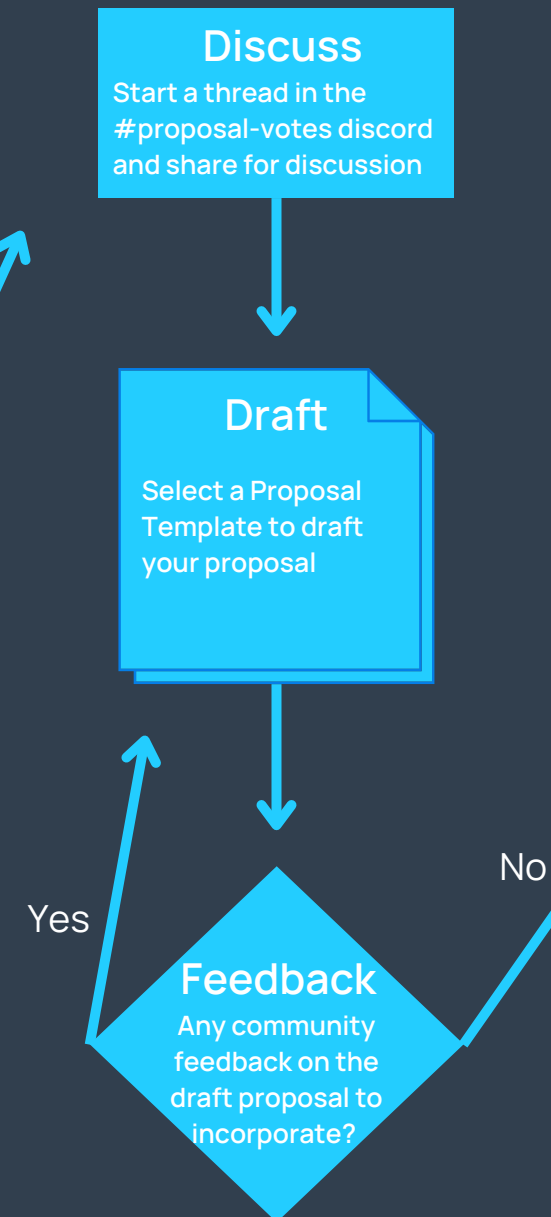 Discuss
Start a thread in the
#proposal-votes discord
and share for discussion
Draft
Select a Proposal
Template to draft
your proposal
No
Yes
Feedback
Any community
feedback on the
draft proposal to
incorporate?